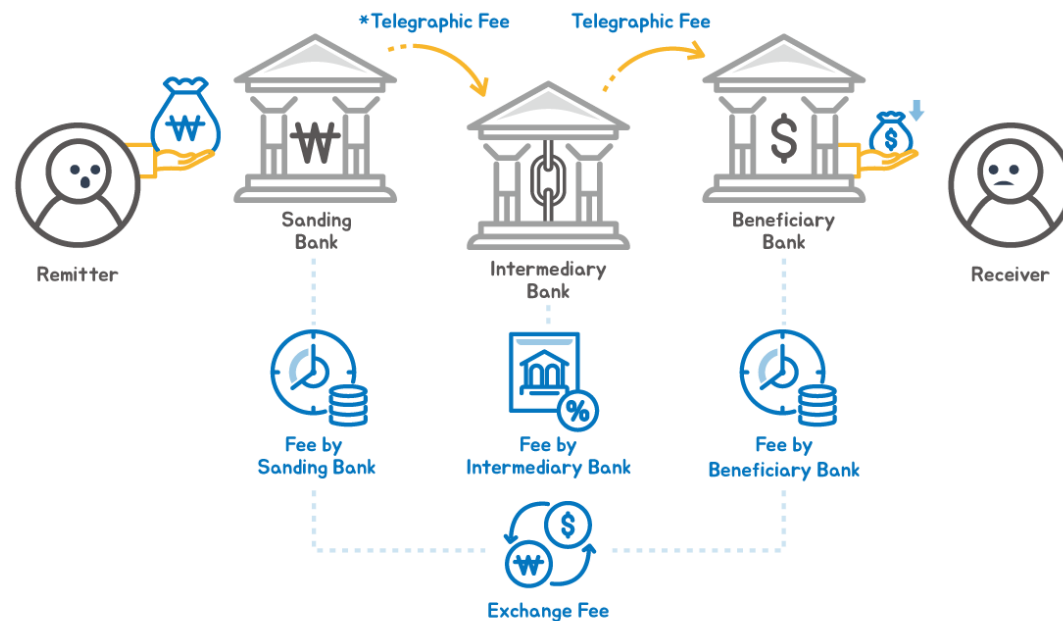 *Telegraphic Fee
Telegraphic Fee
₩
₩
$
$
Sanding
Bank
Beneficiary
Bank
Remitter
Intermediary
Bank
Receiver
%
Fee by
Sanding Bank
Fee by
Intermediary Bank
Fee by
Beneficiary Bank
$
₩
Exchange Fee